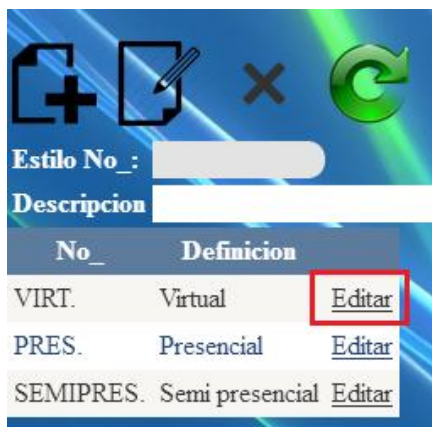 Estilo No_:
Descripcion
No_ Definicion
VIRT. Virtual Editar
PRES. Presencial Editar
SEMIPRES. Semi presencial Editar